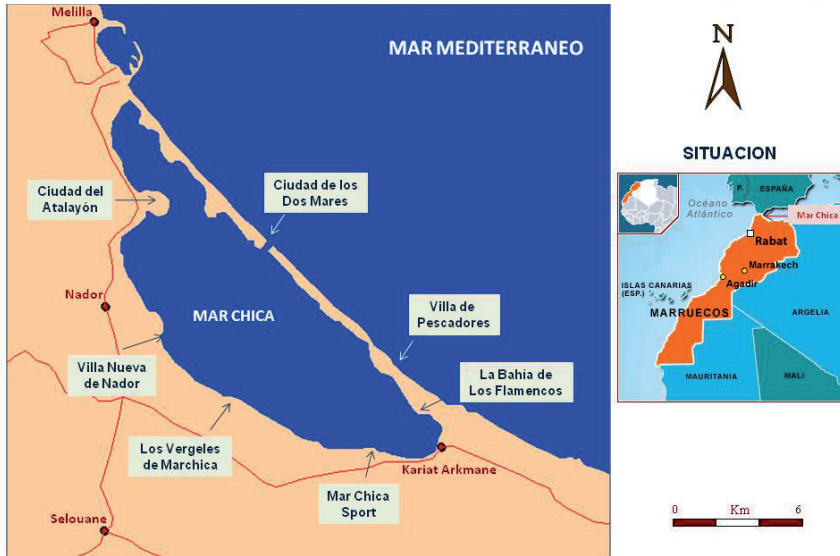 Melilla
MAR MEDITERRANEO
Ciudad del
Atalayón
Ciudad de los
Dos Mares
Nador
MAR CHICA
Villa de
Pescadores
Villa Nueva
de Nador
La Bahía de
Los Flamencos
Los Vergeles
de Marchica
Kariat Arkmane
Mar Chica
Sport
Selouane
N
SITUACION
P.
ESPAÑA
Océano
Atlántico
Mar Chica
Rabat
Marrakech
Agadir
ISLAS CANARIAS
(ESP.)
MARRUECOS
ARGELIA
MAURITANIA
MALI
0 Km 6